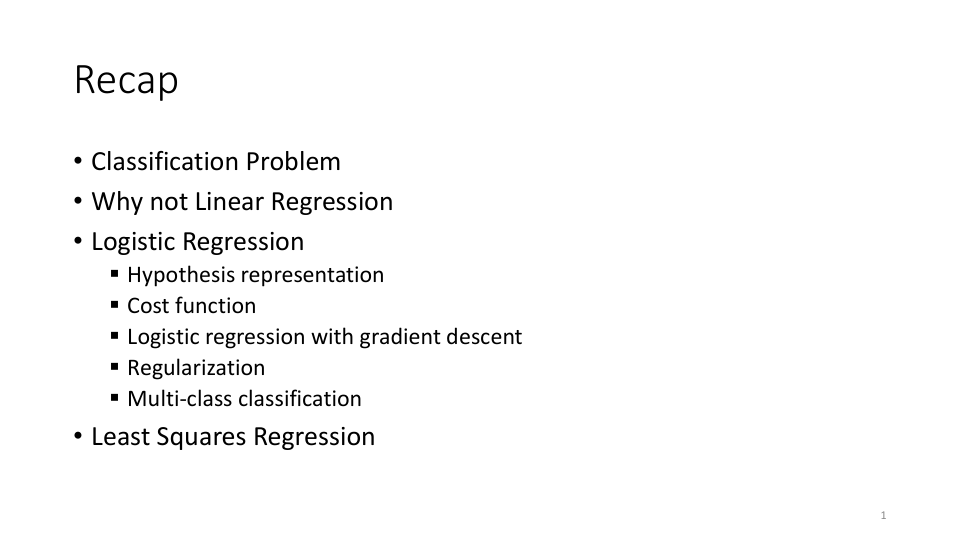 Recap
• Classification Problem
• Why not Linear Regression
• Logistic Regression
▪ Hypothesis representation
▪ Cost function
▪ Logistic regression with gradient descent
▪ Regularization
▪ Multi-class classification
• Least Squares Regression
1